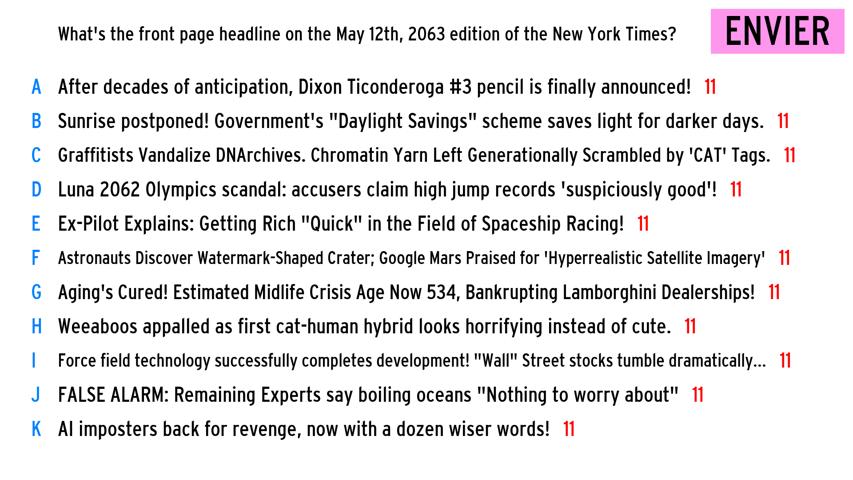 What's the front page headline on the May 12th, 2063 edition of the New York Times?
ENVIER
A After decades of anticipation, Dixon Ticonderoga #3 pencil is finally announced! 11
B Sunrise postponed! Government's "Daylight Savings" scheme saves light for darker days. 11
C Graffitists Vandalize DNArchives. Chromatin Yarn Left Generationally Scrambled by 'CAT' Tags. 11
D Luna 2062 Olympics scandal: accusers claim high jump records 'suspiciously good'! 11
E Ex-Pilot Explains: Getting Rich "Quick" in the Field of Spaceship Racing! 11
F Astronauts Discover Watermark-Shaped Crater; Google Mars Praised for 'Hyperrealistic Satellite Imagery' 11
G Aging's Cured! Estimated Midlife Crisis Age Now 534, Bankrupting Lamborghini Dealerships! 11
H Weeaboos appalled as first cat-human hybrid looks horrifying instead of cute. 11
I Force field technology successfully completes development! "Wall" Street stocks tumble dramatically... 11
J FALSE ALARM: Remaining Experts say boiling oceans "Nothing to worry about" 11
K AI imposters back for revenge, now with a dozen wiser words! 11